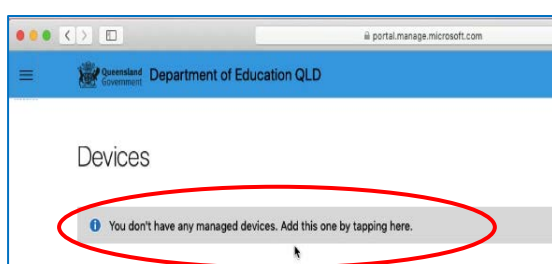 portal.manage.microsoft.com
Queensland Government Department of Education QLD
Devices
You don't have any managed devices. Add this one by tapping here.